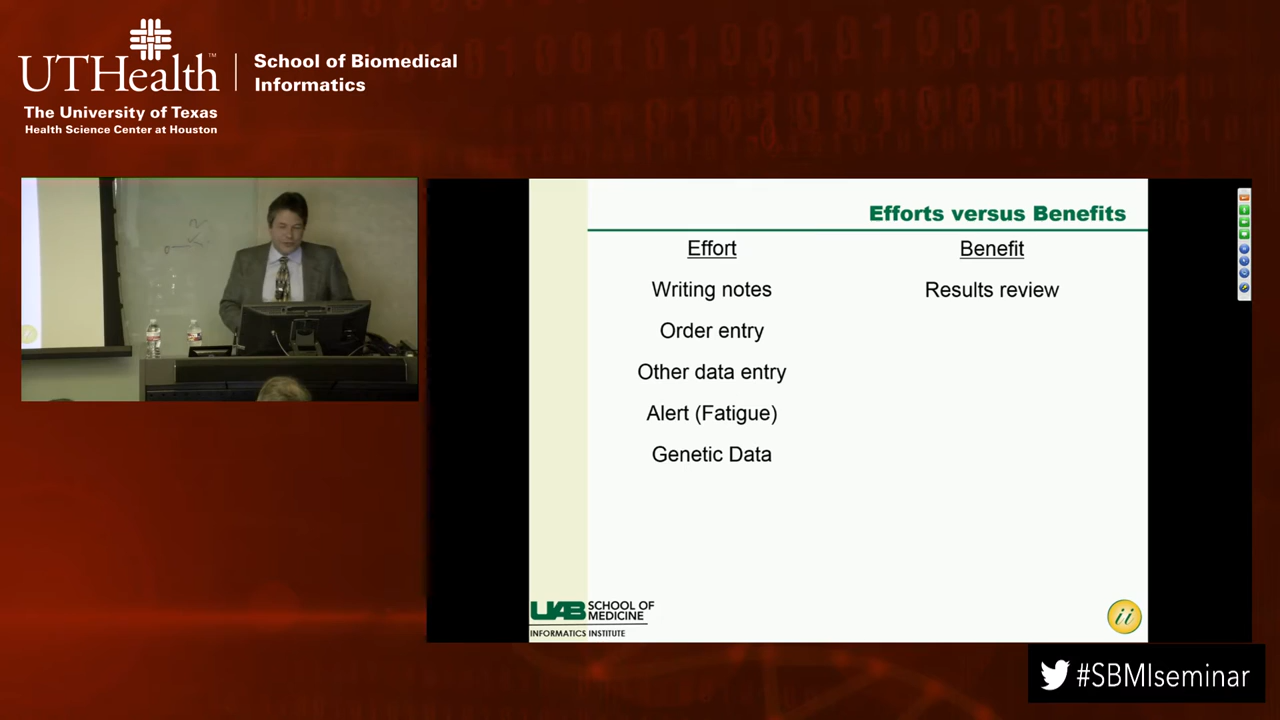 UTHealth™
The University of Texas
Health Science Center at Houston
School of Biomedical
Informatics
Efforts versus Benefits
Effort
Benefit
Writing notes
Results review
Order entry
Other data entry
Alert (Fatigue)
Genetic Data
UAB SCHOOL OF
MEDICINE
INFORMATICS INSTITUTE
ii
#SBMIseminar